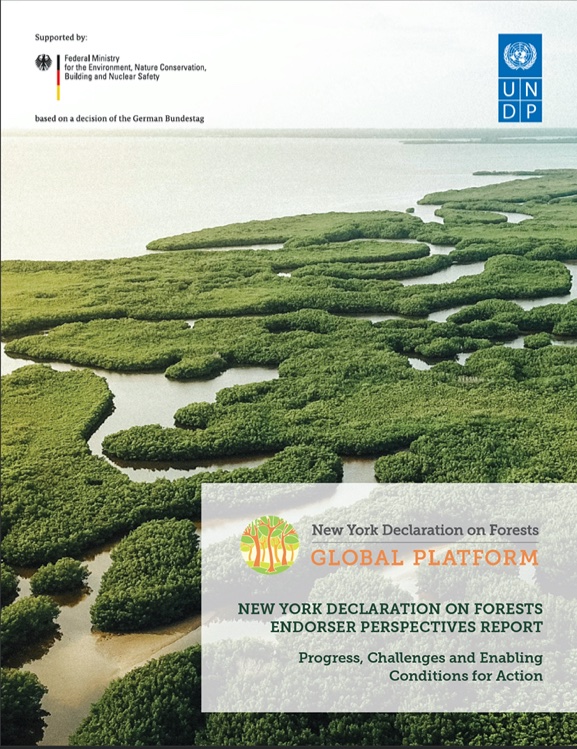 Supported by:
Federal Ministry
for the Environment, Nature Conservation,
Building and Nuclear Safety
based on a decision of the German Bundestag
U N
D P
New York Declaration on Forests
GLOBAL PLATFORM
NEW YORK DECLARATION ON FORESTS
ENDORSER PERSPECTIVES REPORT
Progress, Challenges and Enabling
Conditions for Action